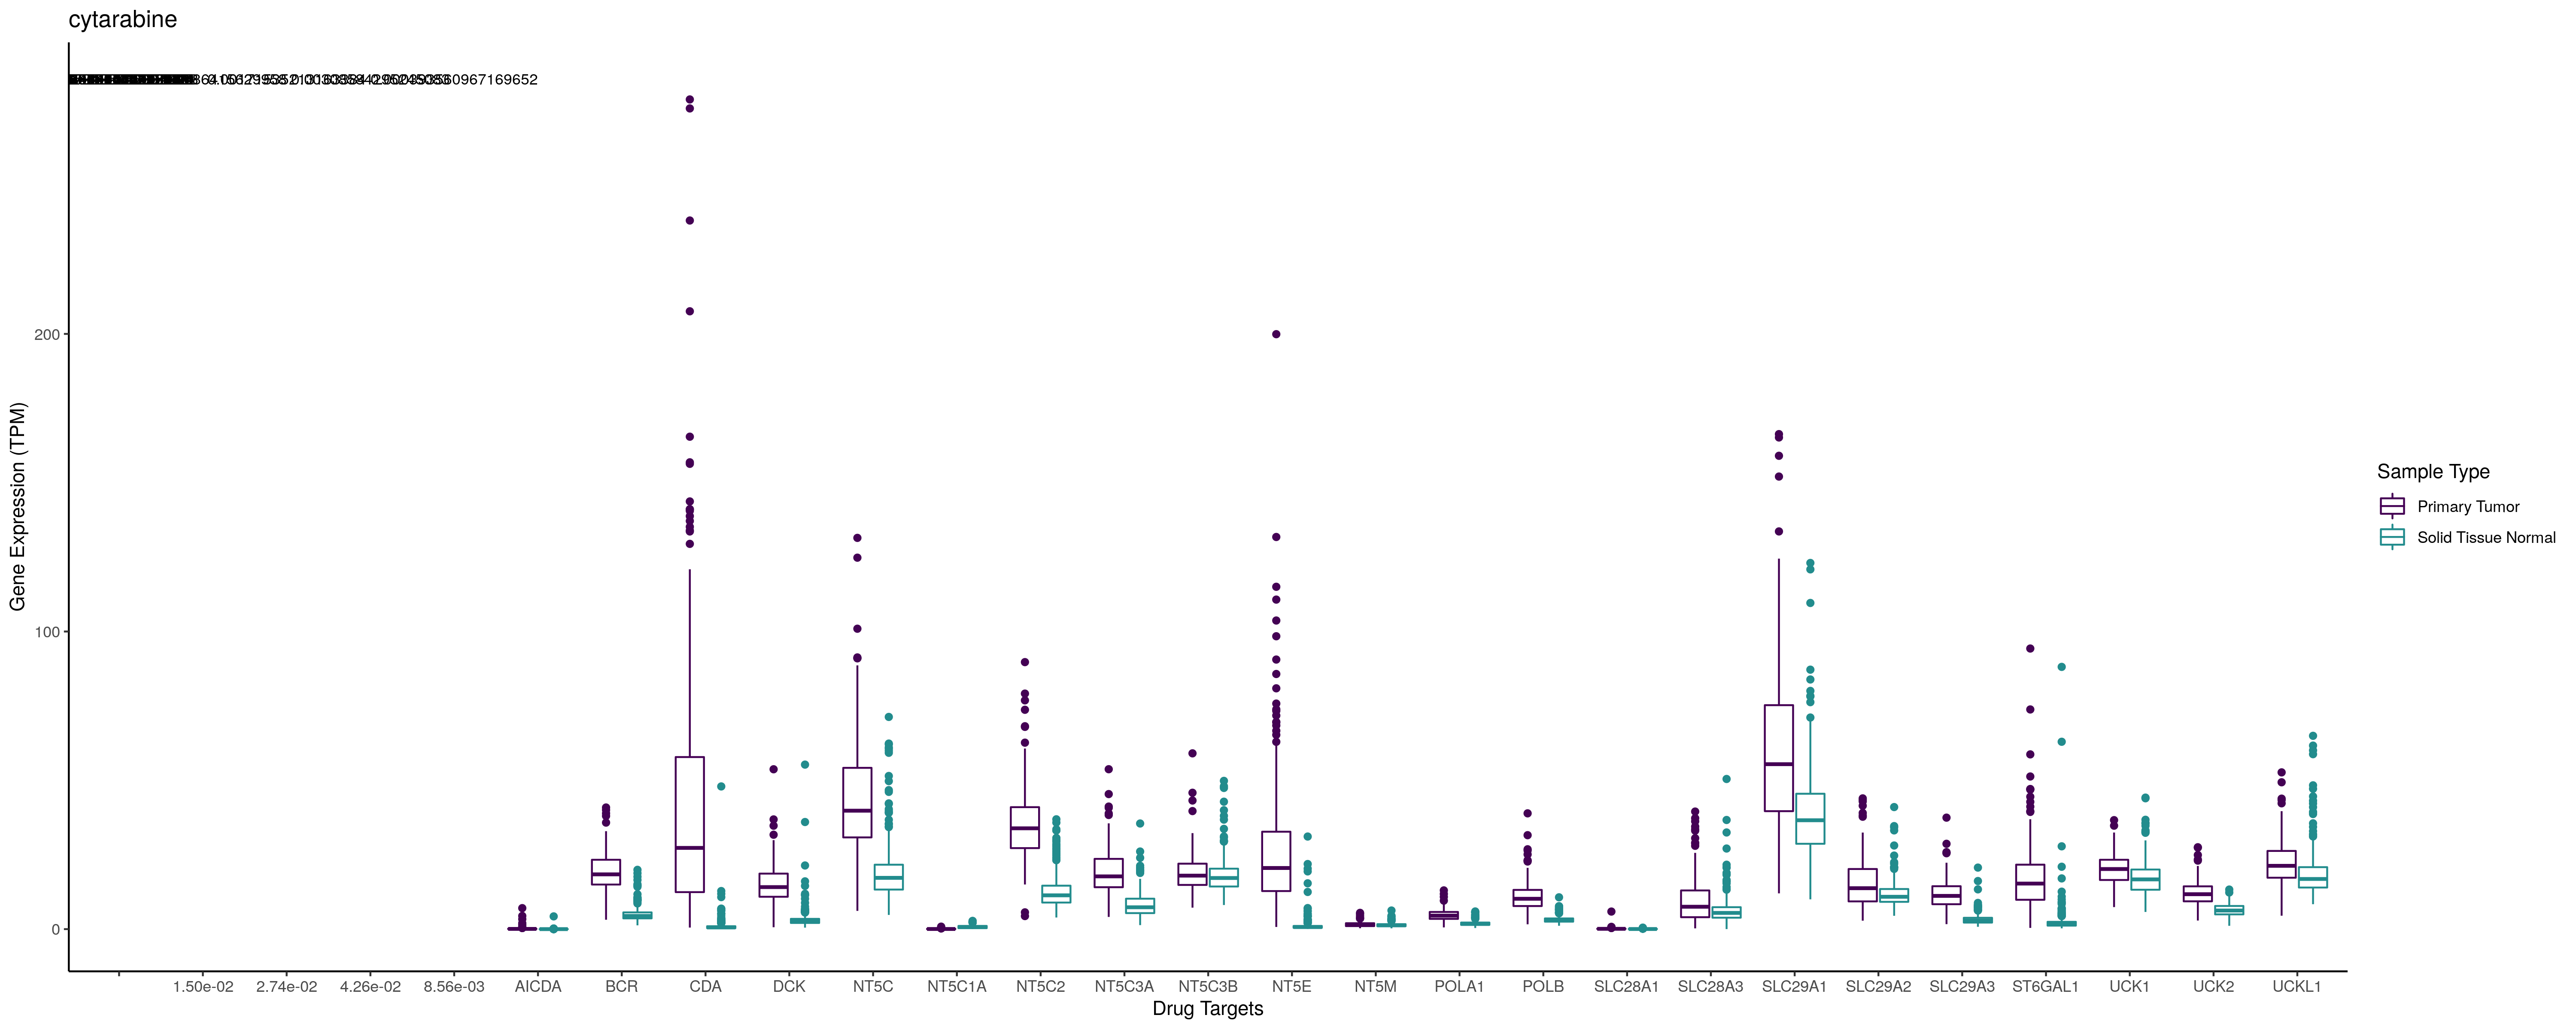 cytarabine
Gene Expression (TPM)
200
100
0
1.50e-02 2.74e-02 4.26e-02 8.56e-03 AICDA BCR CDA DCK NT5C NT5C1A NT5C2 NT5C3A NT5C3B NT5E NT5M POLA1 POLB SLC28A1 SLC28A3 SLC29A1 SLC29A2 SLC29A3 ST6GAL1 UCK1 UCK2 UCKL1
Drug Targets
Sample Type
Primary Tumor
Solid Tissue Normal